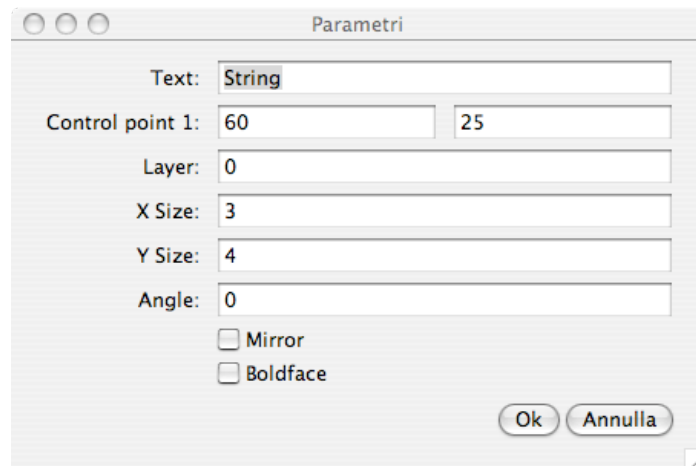 Parametri
Text: String
Control point 1: 60 25
Layer: 0
X Size: 3
Y Size: 4
Angle: 0
Mirror
Boldface
Ok Annulla